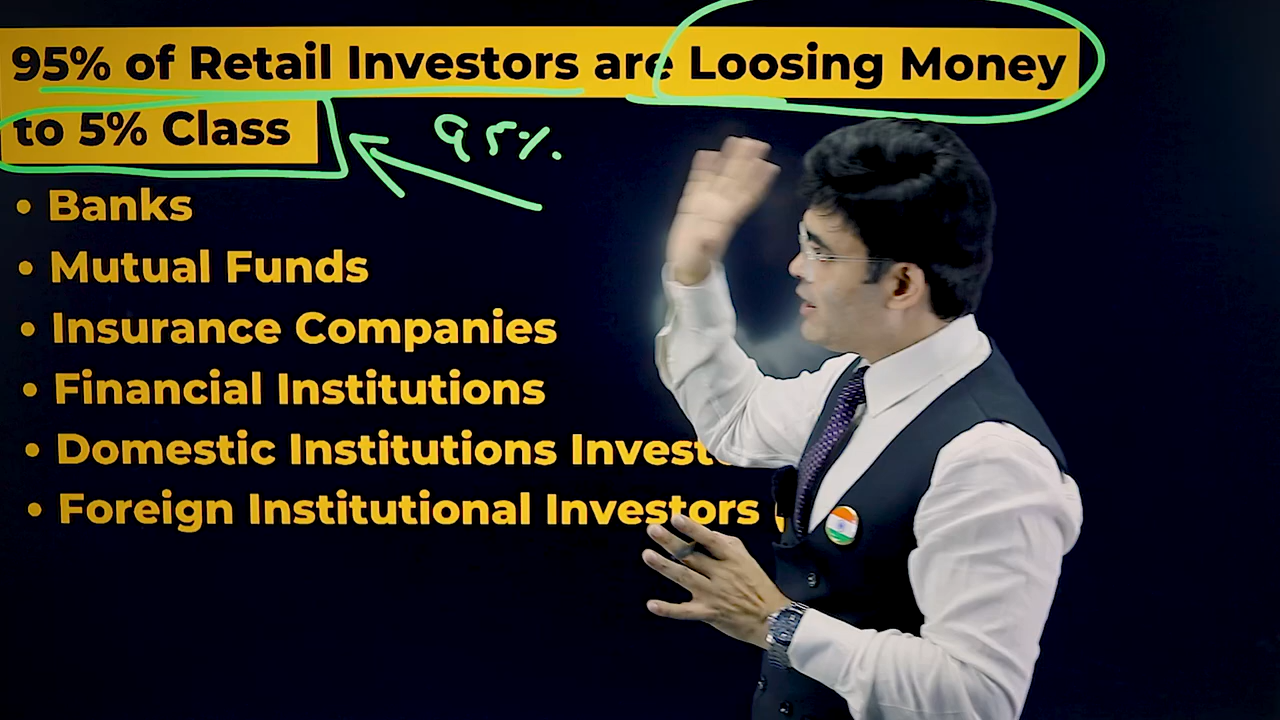 95% of Retail Investors are Loosing Money
to 5% Class
95%
• Banks
• Mutual Funds
• Insurance Companies
• Financial Institutions
• Domestic Institutions
• Foreign Institutional Investors